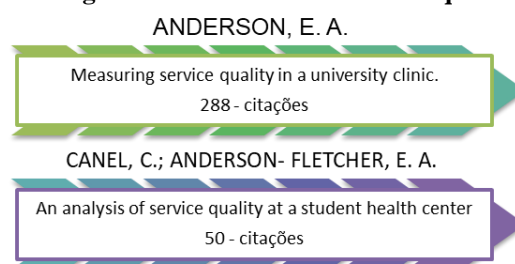 ANDERSON, E. A.
Measuring service quality in a university clinic.
288 - citações
CANEL, C.; ANDERSON- FLETCHER, E. A.
An analysis of service quality at a student health center
50 - citações